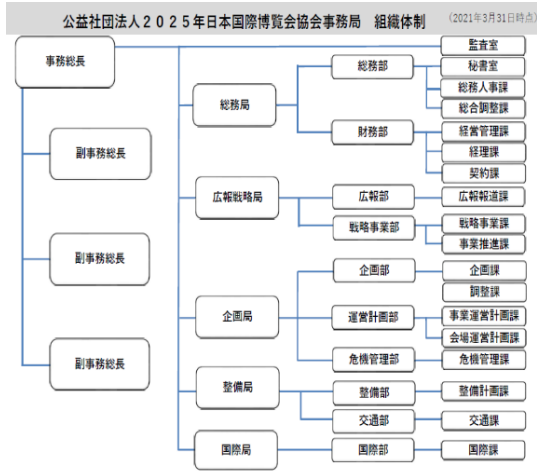 公益社団法人２０２５年日本国際博覧会協会事務局　組織体制　（2021年3月31日時点）
事務総長
監査室
総務部
秘書室
総務人事課
総務局
総合調整課
財務部
経営管理課
副事務総長
経理課
契約課
広報戦略局
広報部
広報報道課
戦略事業部
戦略事業課
事業推進課
副事務総長
企画部
企画課
調整課
企画局
運営計画部
事業運営計画課
会場運営計画課
副事務総長
危機管理部
危機管理課
整備局
整備部
整備計画課
交通部
交通課
国際局
国際部
国際課